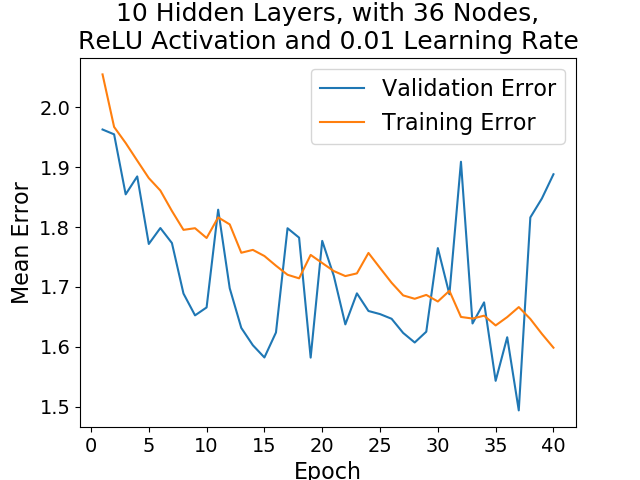 10 Hidden Layers, with 36 Nodes,
ReLU Activation and 0.01 Learning Rate
Validation Error
Training Error
Mean Error
2.0
1.9
1.8
1.7
1.6
1.5
0 5 10 15 20 25 30 35 40
Epoch